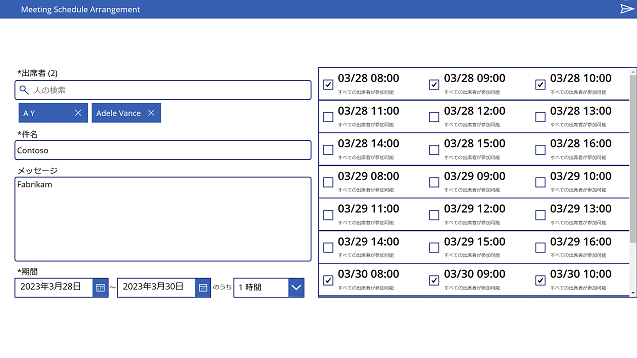 Meeting Schedule Arrangement
*出席者 (2)
人の検索
A Y
Adele Vance
*件名
Contoso
メッセージ
Fabrikam
*期間
2023年3月28日 ～ 2023年3月30日 のうち 1 時間
03/28 08:00 03/28 09:00 03/28 10:00
すべての出席者が参加可能 すべての出席者が参加可能 すべての出席者が参加可能
03/28 11:00 03/28 12:00 03/28 13:00
すべての出席者が参加可能 すべての出席者が参加可能 すべての出席者が参加可能
03/28 14:00 03/28 15:00 03/28 16:00
すべての出席者が参加可能 すべての出席者が参加可能 すべての出席者が参加可能
03/29 08:00 03/29 09:00 03/29 10:00
すべての出席者が参加可能 すべての出席者が参加可能 すべての出席者が参加可能
03/29 11:00 03/29 12:00 03/29 13:00
すべての出席者が参加可能 すべての出席者が参加可能 すべての出席者が参加可能
03/29 14:00 03/29 15:00 03/29 16:00
すべての出席者が参加可能 すべての出席者が参加可能 すべての出席者が参加可能
03/30 08:00 03/30 09:00 03/30 10:00
すべての出席者が参加可能 すべての出席者が参加可能 すべての出席者が参加可能